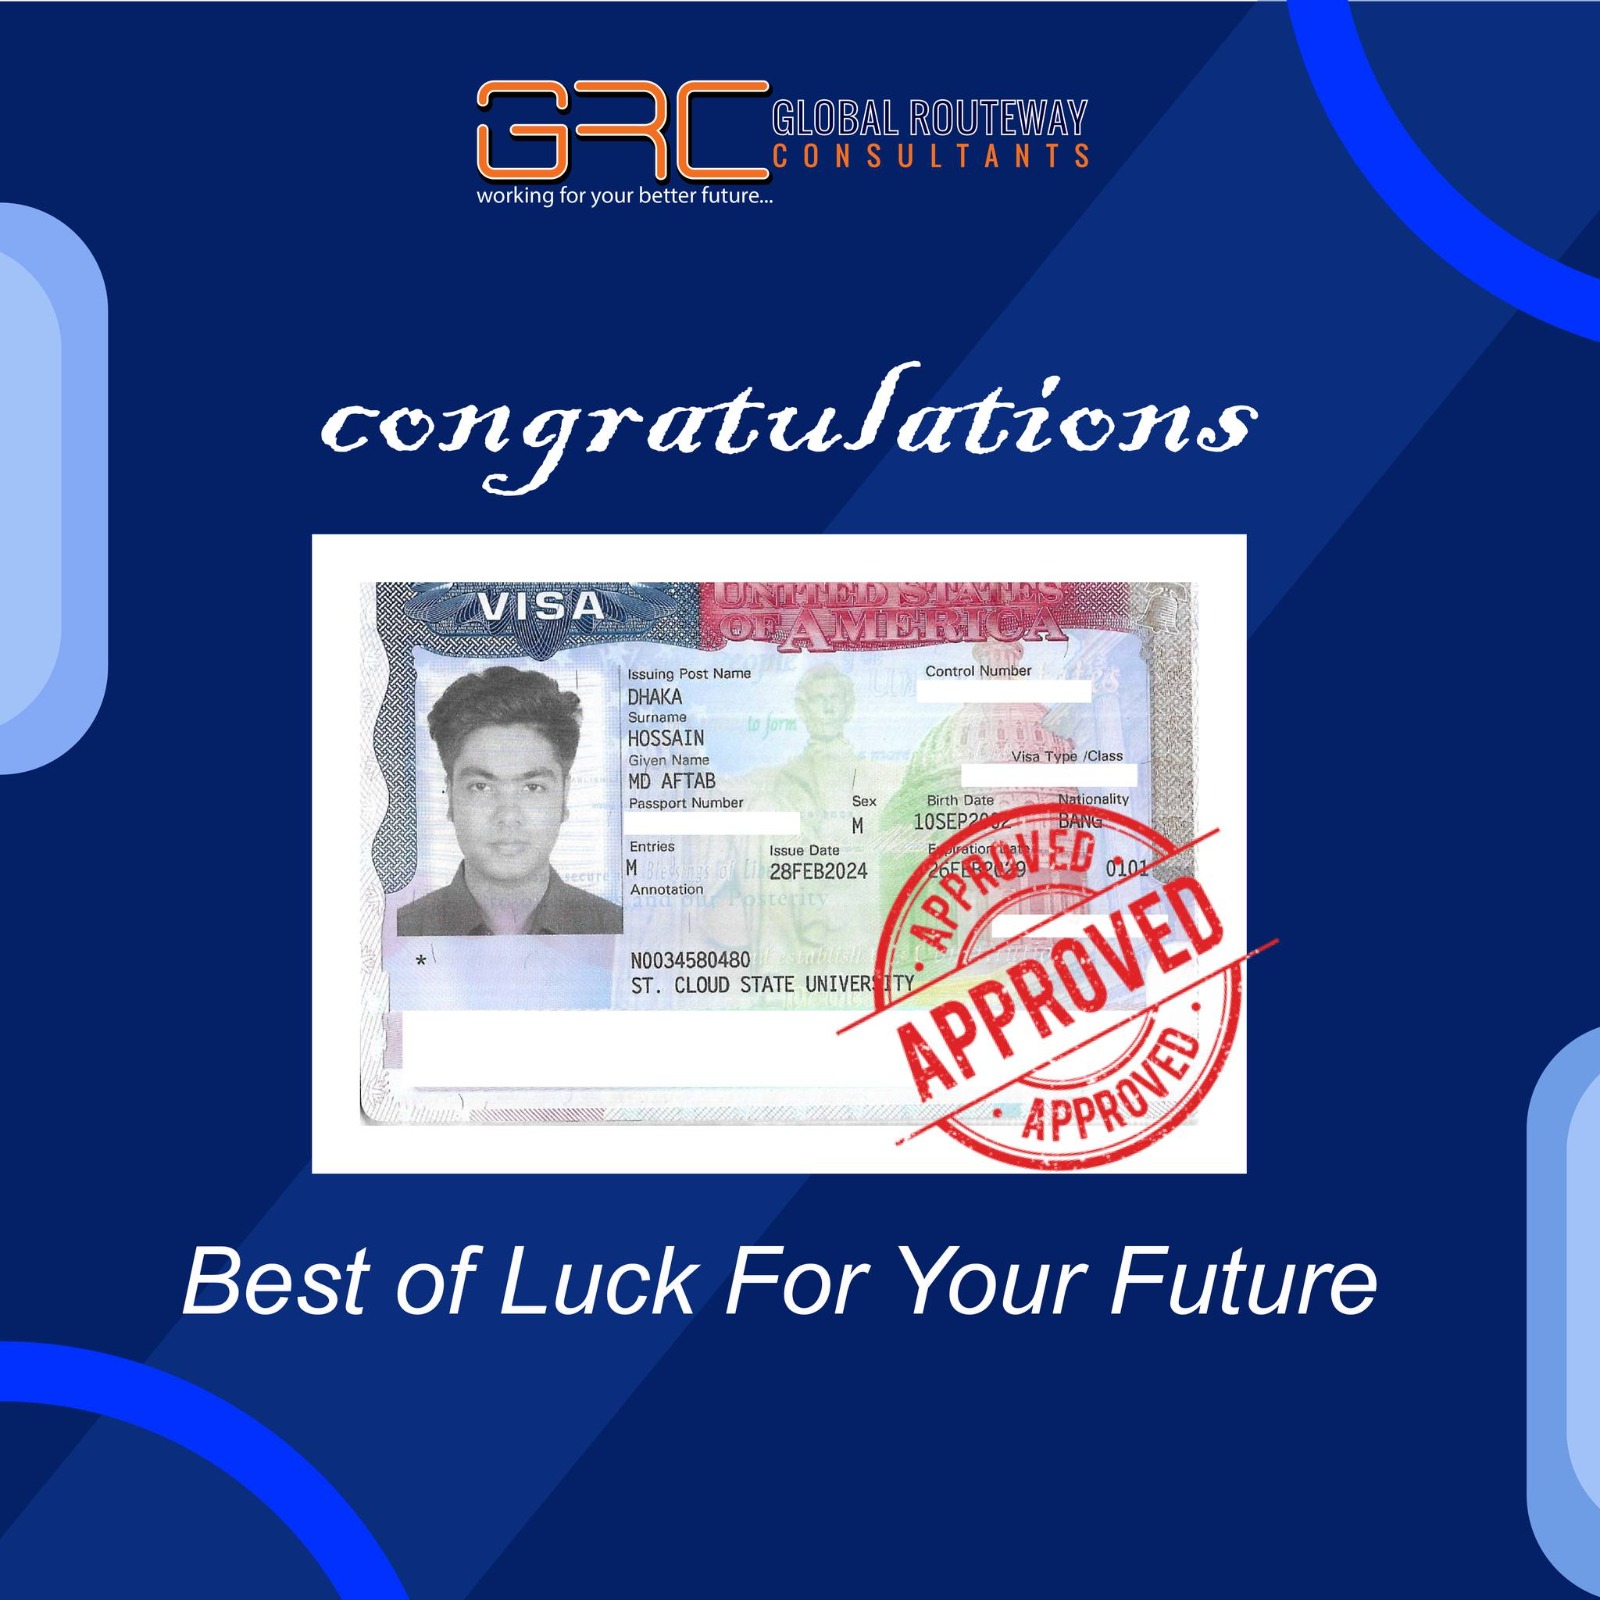 GRC GLOBAL ROUTEWAY
CONSULTANTS
working for your better future...
congratulations
VISA
UNITED STATES
OF AMERICA
Issuing Post Name
DHAKA
Control Number
Surname
HOSSAIN
Given Name
MD AFTAB
Visa Type /Class
Passport Number
Sex
M
Birth Date
10SEP2002
Nationality
BANG
Entries
M
Issue Date
28FEB2024
Expiration Date
26FEB2029
0101
Annotation
*
N0034580480
ST. CLOUD STATE UNIVERSITY
APPROVED
APPROVED
APPROVED
Best of Luck For Your Future